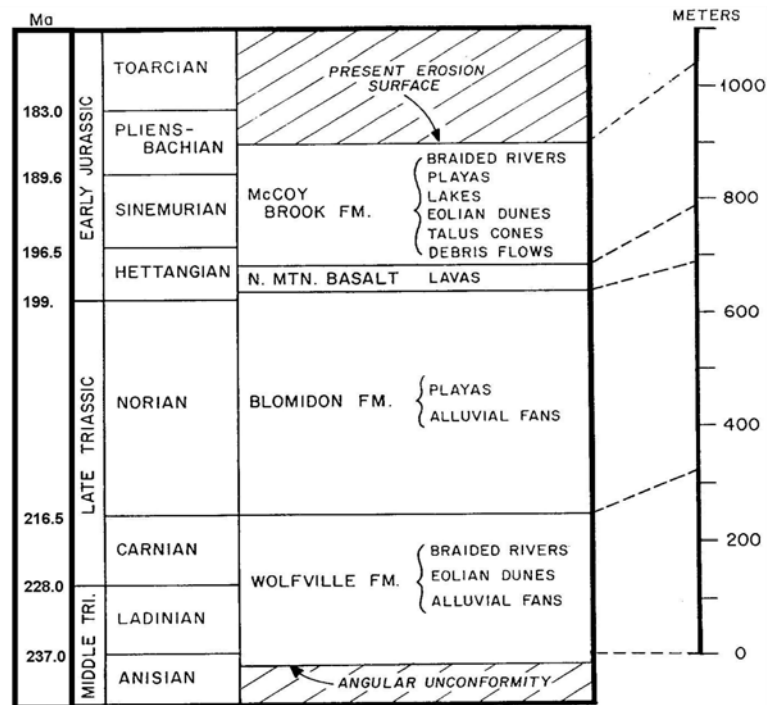 Ma
METERS
TOARCIAN
PRESENT EROSION
SURFACE
1000
183.0
PLIENS-
BACHIAN
EARLY JURASSIC
BRAIDED RIVERS
PLAYAS
LAKES
EOLIAN DUNES
TALUS CONES
DEBRIS FLOWS
189.6
McCOY
BROOK FM.
SINEMURIAN
800
196.5
HETTANGIAN
N. MTN. BASALT LAVAS
199.
600
LATE TRIASSIC
NORIAN
BLOMIDON FM.
PLAYAS
ALLUVIAL FANS
400
216.5
CARNIAN
BRAIDED RIVERS
EOLIAN DUNES
ALLUVIAL FANS
WOLFVILLE FM.
200
228.0
MIDDLE TRI.
LADINIAN
237.0
0
ANISIAN
ANGULAR UNCONFORMITY